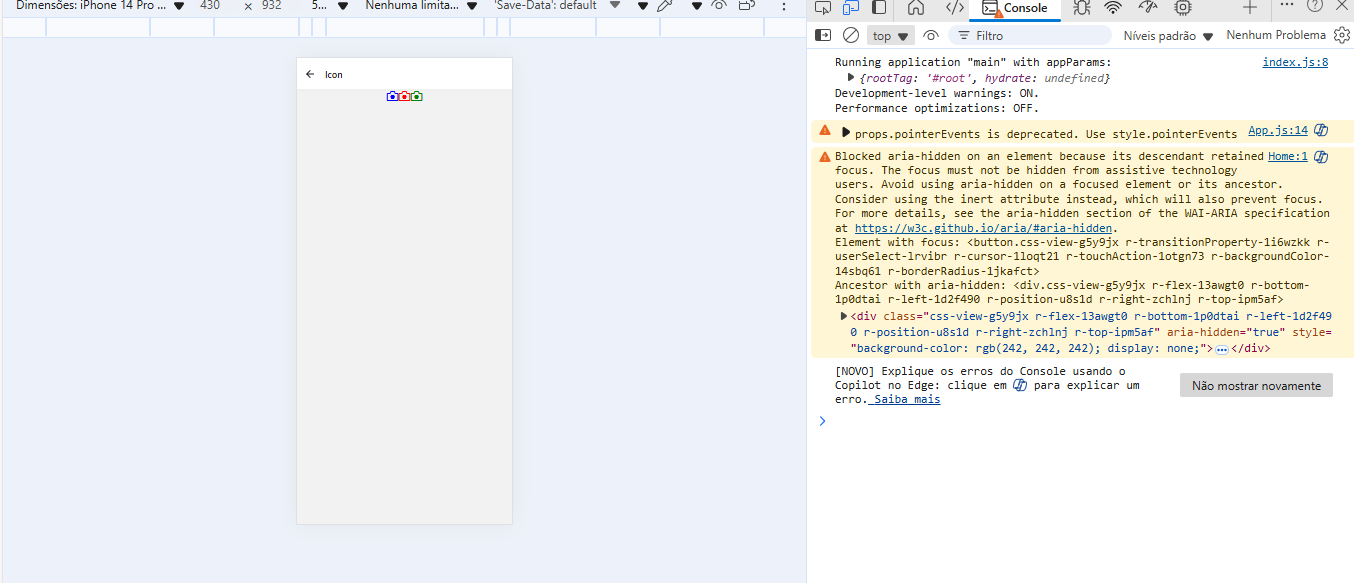 Dimensões: iPhone 14 Pro ... 430 × 932 5... Nenhuma limita... 'Save-Data': default
Console
top Filtro Níveis padrão Nenhum Problema
Icon
Running application "main" with appParams: index.js:8
{rootTag: '#root', hydrate: undefined}
Development-level warnings: ON.
Performance optimizations: OFF.
props.pointerEvents is deprecated. Use style.pointerEvents App.js:14
Blocked aria-hidden on an element because its descendant retained Home:1
focus. The focus must not be hidden from assistive technology
users. Avoid using aria-hidden on a focused element or its ancestor.
Consider using the inert attribute instead, which will also prevent focus.
For more details, see the aria-hidden section of the WAI-ARIA specification
at https://w3c.github.io/aria/#aria-hidden.
Element with focus: <button.css-view-g5y9jx r-transitionProperty-1i6wzkk r-
userSelect-lrvibr r-cursor-1loqt21 r-touchAction-1otgn73 r-backgroundColor-
14sbq61 r-borderRadius-1jkafct>
Ancestor with aria-hidden: <div.css-view-g5y9jx r-flex-13awgt0 r-bottom-
1p0dtai r-left-1d2f490 r-position-u8s1d r-right-zchlnj r-top-ipm5af>
<div class="css-view-g5y9jx r-flex-13awgt0 r-bottom-1p0dtai r-left-1d2f49
0 r-position-u8s1d r-right-zchlnj r-top-ipm5af" aria-hidden="true" style=
"background-color: rgb(242, 242, 242); display: none;">…</div>
[NOVO] Explique os erros do Console usando o
Copilot no Edge: clique em para explicar um
erro. Saiba mais
Não mostrar novamente